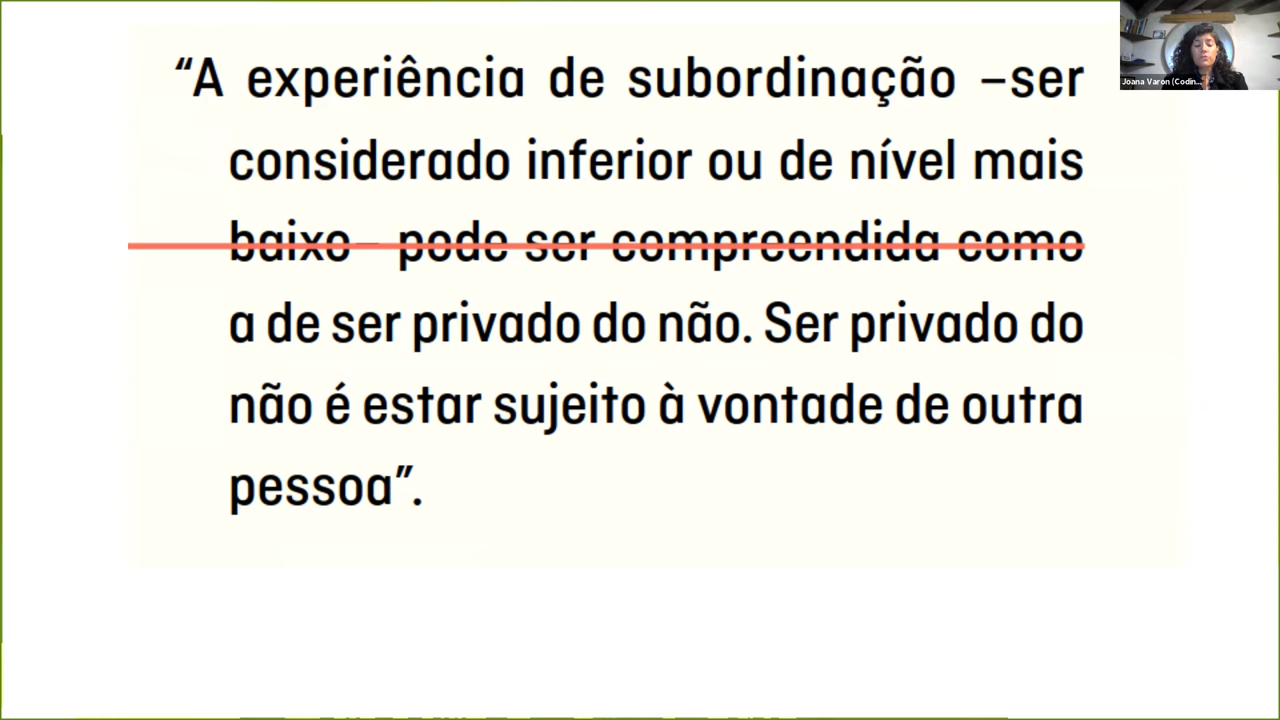 “A experiência de subordinação –ser
considerado inferior ou de nível mais
baixo– pode ser compreendida como
a de ser privado do não. Ser privado do
não é estar sujeito à vontade de outra
pessoa”.
Joana Varon (Codin...